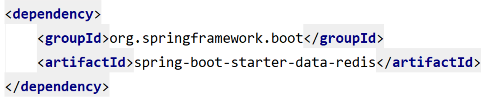 <dependency>
    <groupId>org.springframework.boot</groupId>
    <artifactId>spring-boot-starter-data-redis</artifactId>
</dependency>